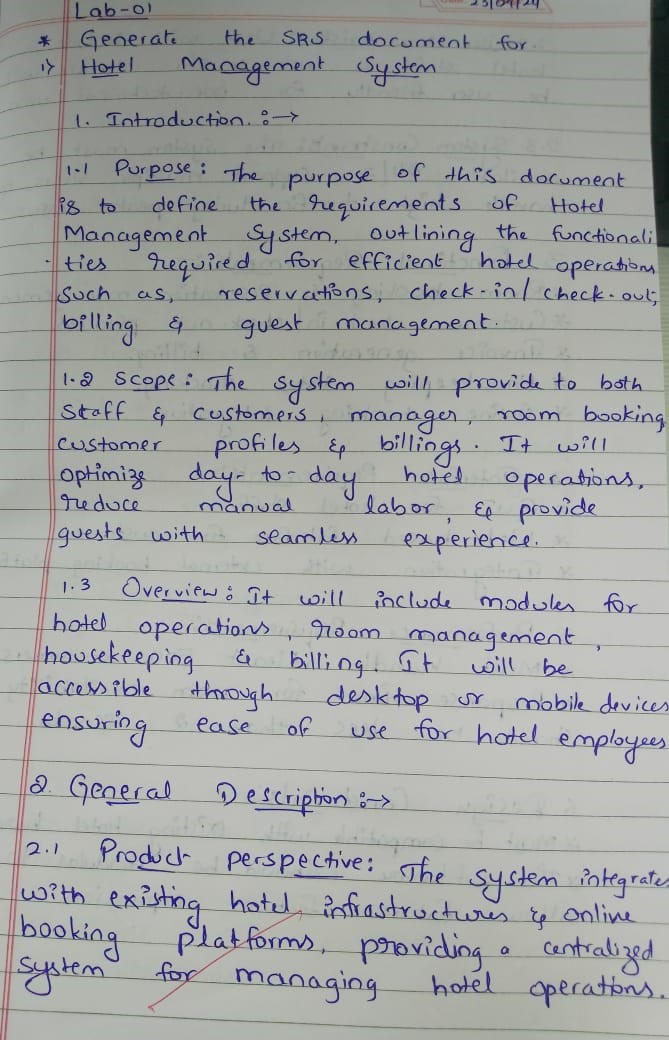 Lab-01
* Generate the SRS document for
1) Hotel Management System
1. Introduction. :→
1.1 Purpose: The purpose of this document
is to define the requirements of Hotel
Management System, outlining the functionali
- ties required for efficient hotel operations
such as, reservations, check-in/check-out,
billing & guest management.
1.2 Scope: The system will provide to both
Staff & customers, manager, room booking
customer profiles & billings. It will
optimize day-to-day hotel operations,
reduce manual labor, & provide
guests with seamless experience.
1.3 Overview: It will include modules for
hotel operations, room management,
housekeeping & billing. It will be
accessible through desktop or mobile devices
ensuring ease of use for hotel employees
2. General Description :→
2.1 Product perspective: The system integrates
with existing hotel infrastructures & online
booking platforms, providing a centralized
system for managing hotel operations.